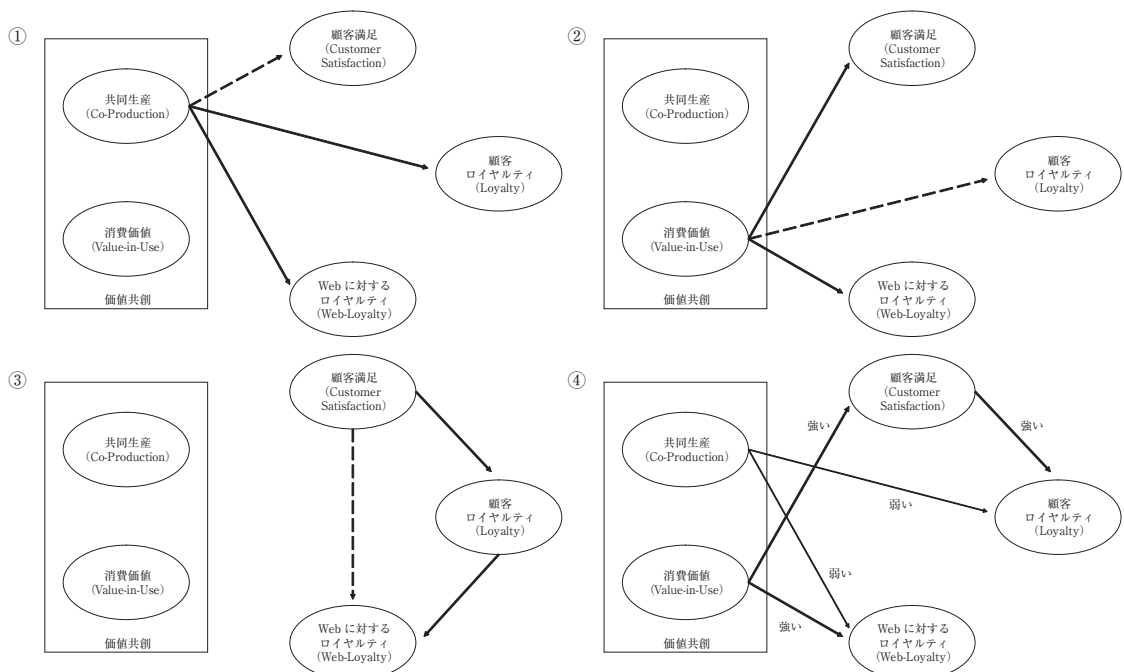 ①
顧客満足
(Customer
Satisfaction)
共同生産
(Co-Production)
顧客
ロイヤルティ
(Loyalty)
消費価値
(Value-in-Use)
Web に対する
ロイヤルティ
(Web-Loyalty)
価値共創
②
顧客満足
(Customer
Satisfaction)
共同生産
(Co-Production)
顧客
ロイヤルティ
(Loyalty)
消費価値
(Value-in-Use)
Web に対する
ロイヤルティ
(Web-Loyalty)
価値共創
③
顧客満足
(Customer
Satisfaction)
共同生産
(Co-Production)
顧客
ロイヤルティ
(Loyalty)
消費価値
(Value-in-Use)
Web に対する
ロイヤルティ
(Web-Loyalty)
価値共創
④
顧客満足
(Customer
Satisfaction)
強い
強い
共同生産
(Co-Production)
弱い
顧客
ロイヤルティ
(Loyalty)
消費価値
(Value-in-Use)
弱い
強い
Web に対する
ロイヤルティ
(Web-Loyalty)
価値共創